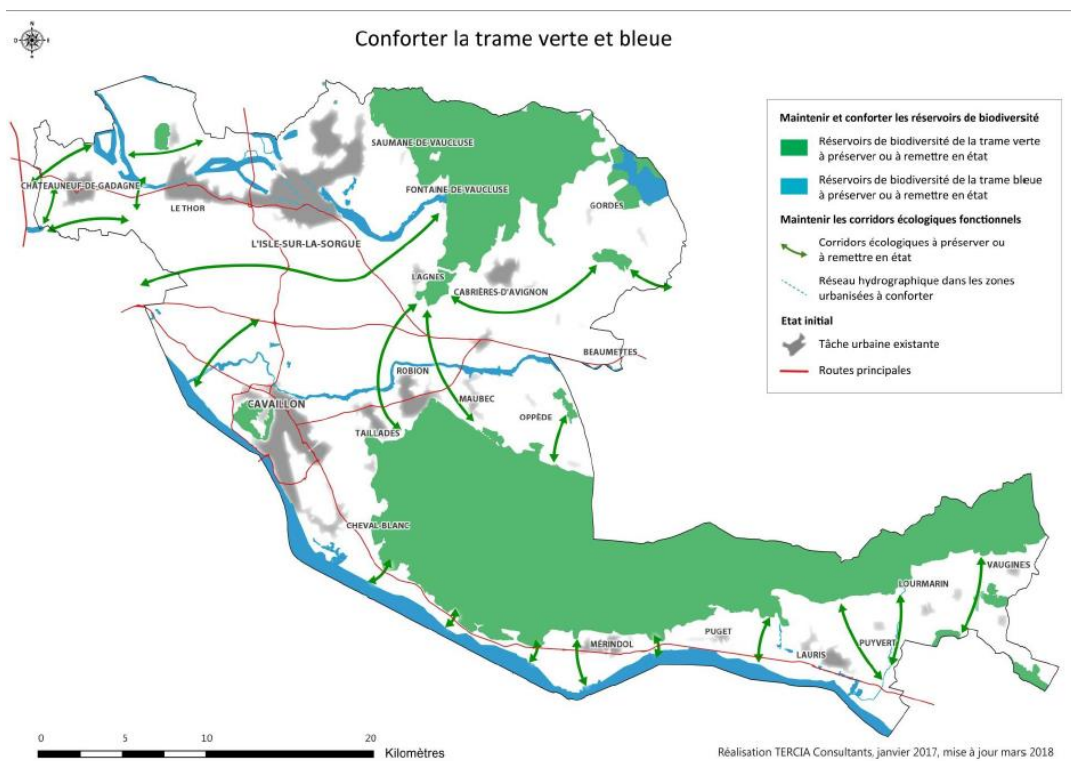 Conforter la trame verte et bleue
N
O
E
Maintenir et conforter les réservoirs de biodiversité
Réservoirs de biodiversité de la trame verte
à préserver ou à remettre en état
Réservoirs de biodiversité de la trame bleue
à préserver ou à remettre en état
Maintenir les corridors écologiques fonctionnels
Corridors écologiques à préserver ou
à remettre en état
Réseau hydrographique dans les zones
urbanisées à conforter
Etat initial
Tâche urbaine existante
Routes principales
SAUMANE-DE-VAUCLUSE
CHÂTEAUNEUF-DE-GADAGNE
FONTAINE-DE-VAUCLUSE
LE THOR
GORDES
L'ISLE-SUR-LA-SORGUE
LAGNES
CABRIÈRES-D'AVIGNON
BEAUMETTES
ROBION
MAUBEC
CAVAILLON
OPPÈDE
TAILLADES
CHEVAL-BLANC
VAUGINES
LOURMARIN
PUGET
MÉRINDOL
PUYVERT
LAURIS
0 5 10 20
Kilomètres
Réalisation TERCIA Consultants, janvier 2017, mise à jour mars 2018